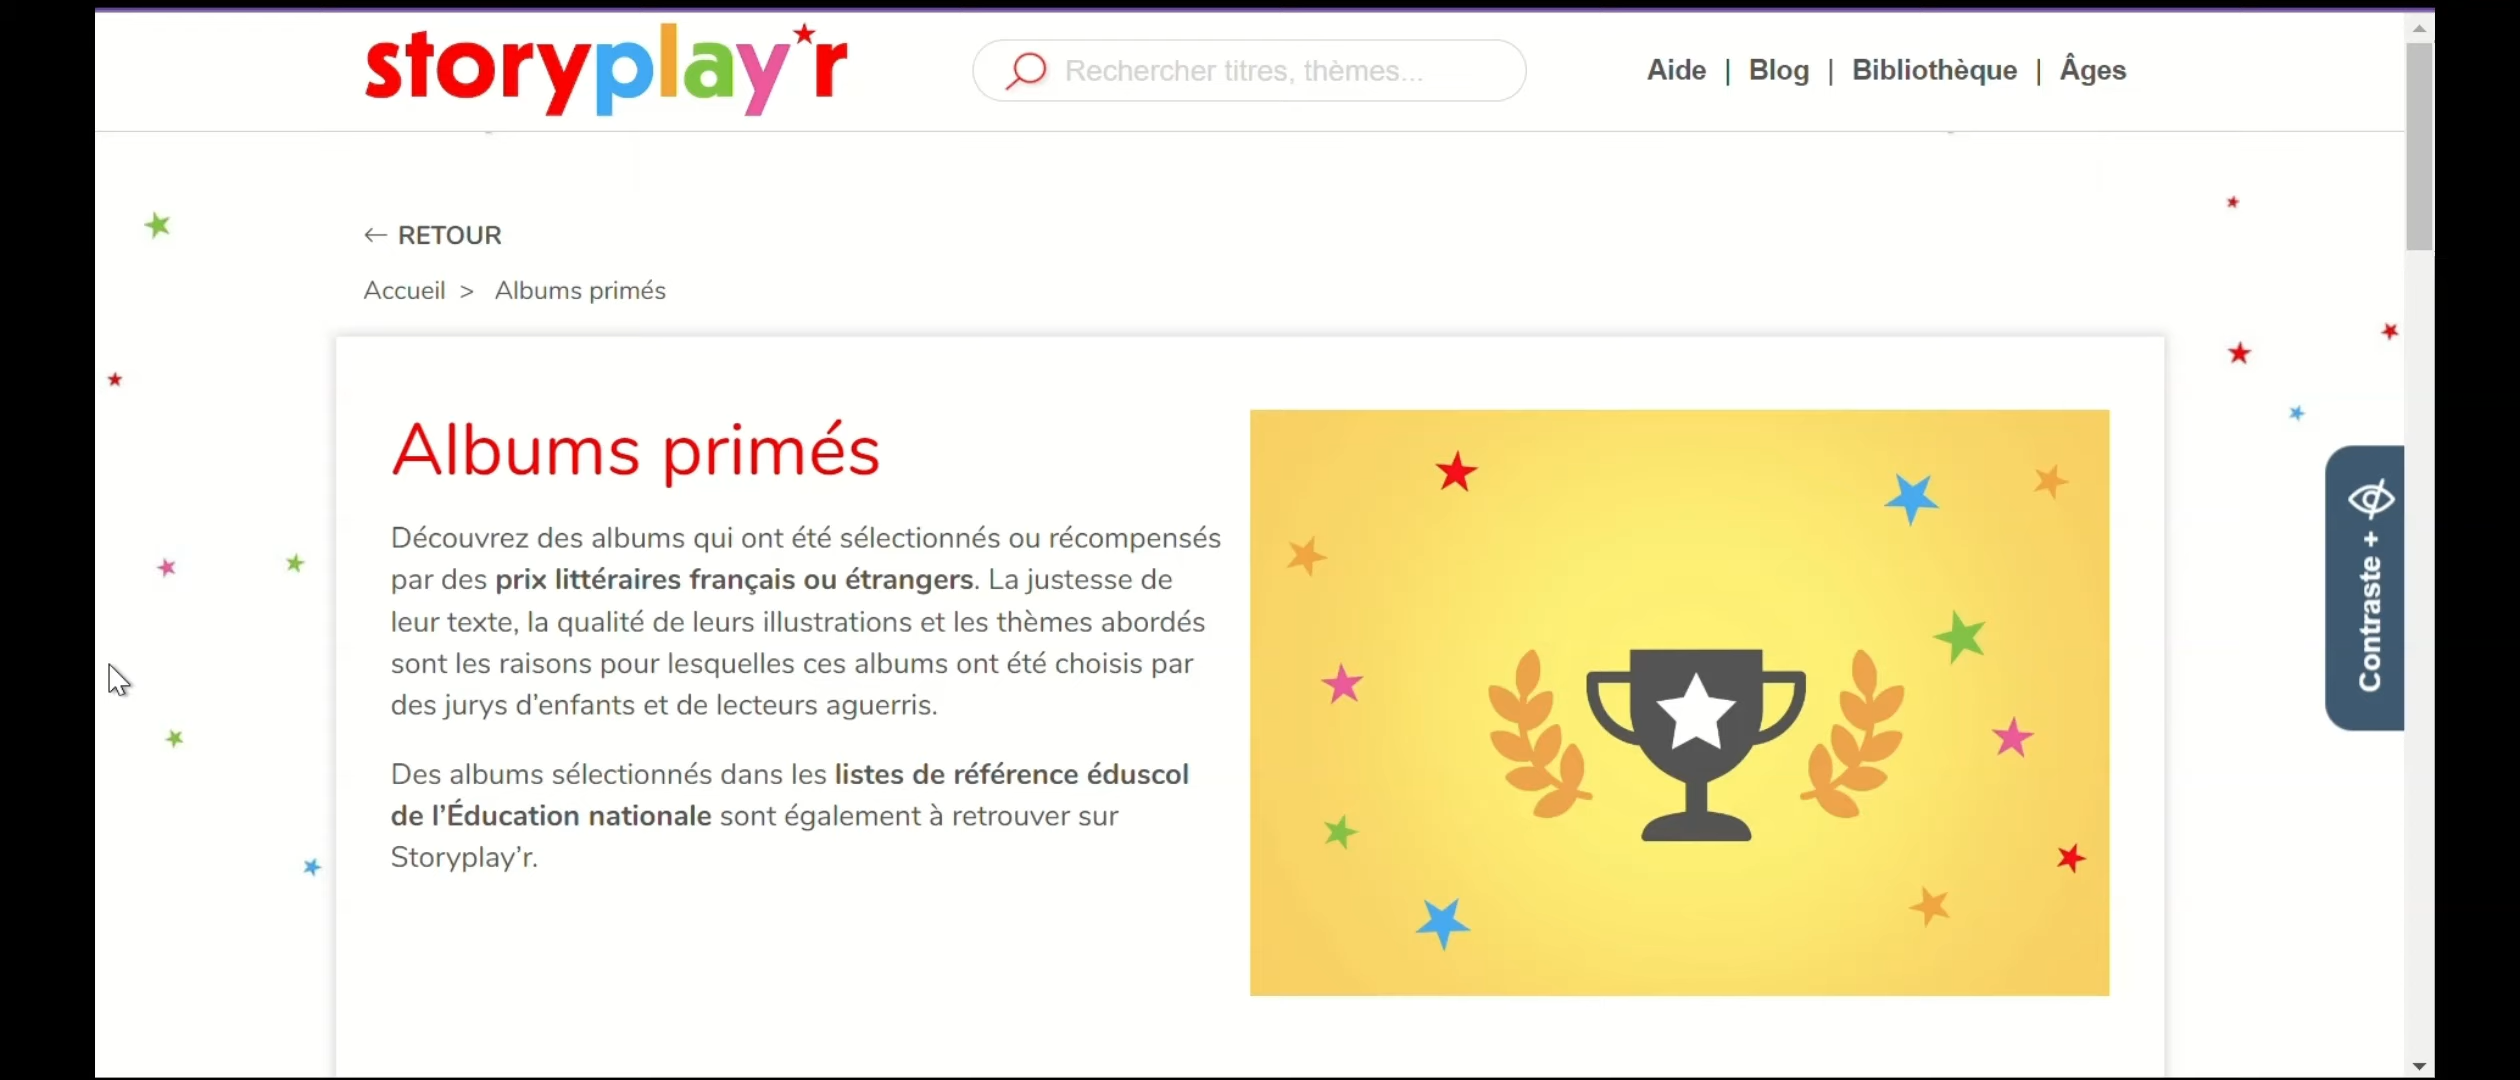 storyplay'r
Rechercher titres, thèmes...
Aide | Blog | Bibliothèque | Âges
← RETOUR
Accueil > Albums primés
Albums primés
Découvrez des albums qui ont été sélectionnés ou récompensés
par des prix littéraires français ou étrangers. La justesse de
leur texte, la qualité de leurs illustrations et les thèmes abordés
sont les raisons pour lesquelles ces albums ont été choisis par
des jurys d’enfants et de lecteurs aguerris.
Des albums sélectionnés dans les listes de référence éduscol
de l’Éducation nationale sont également à retrouver sur
Storyplay’r.
Contraste +